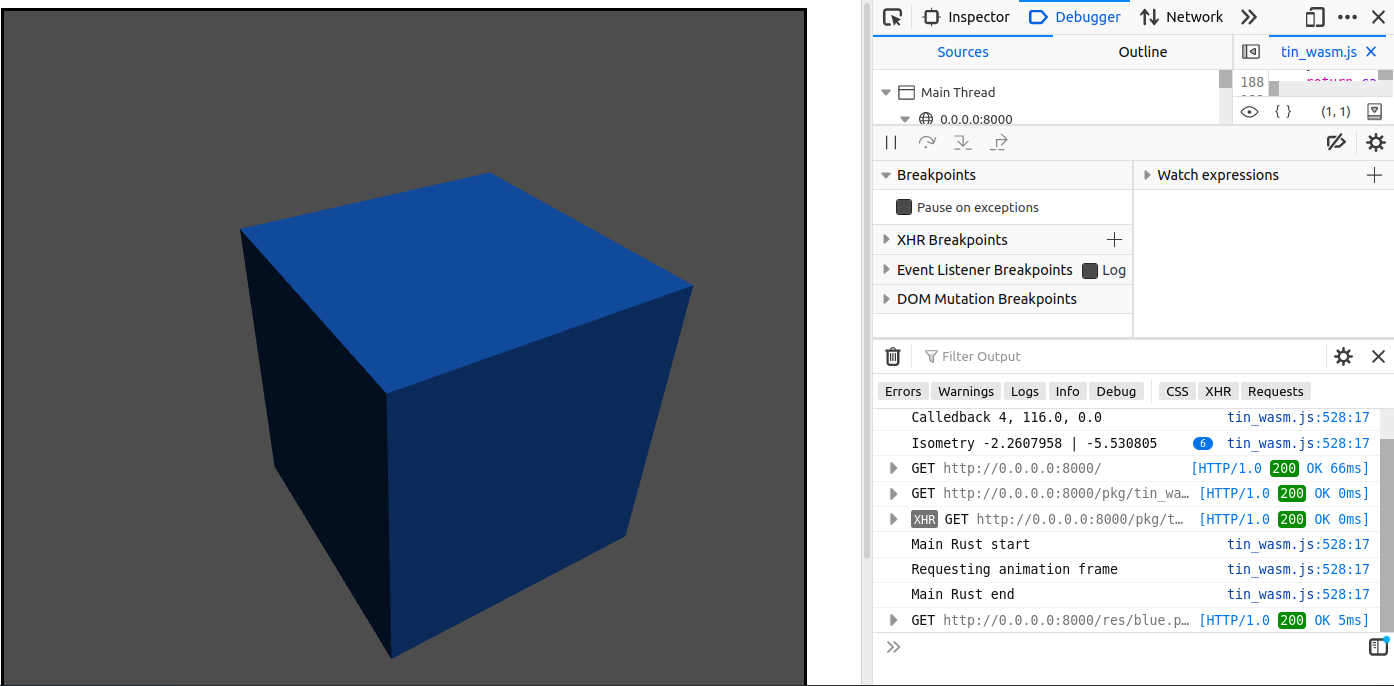 Inspector Debugger Network
Sources Outline tin_wasm.js
Main Thread
188 return ca
0.0.0.0:8000
{ } (1, 1)
Breakpoints Watch expressions
Pause on exceptions
XHR Breakpoints
Event Listener Breakpoints Log
DOM Mutation Breakpoints
Filter Output
Errors Warnings Logs Info Debug CSS XHR Requests
Calledback 4, 116.0, 0.0 tin_wasm.js:528:17
Isometry -2.2607958 | -5.530805 6 tin_wasm.js:528:17
GET http://0.0.0.0:8000/ [HTTP/1.0 200 OK 66ms]
GET http://0.0.0.0:8000/pkg/tin_wa… [HTTP/1.0 200 OK 0ms]
XHR GET http://0.0.0.0:8000/pkg/t… [HTTP/1.0 200 OK 0ms]
Main Rust start tin_wasm.js:528:17
Requesting animation frame tin_wasm.js:528:17
Main Rust end tin_wasm.js:528:17
GET http://0.0.0.0:8000/res/blue.p… [HTTP/1.0 200 OK 5ms]